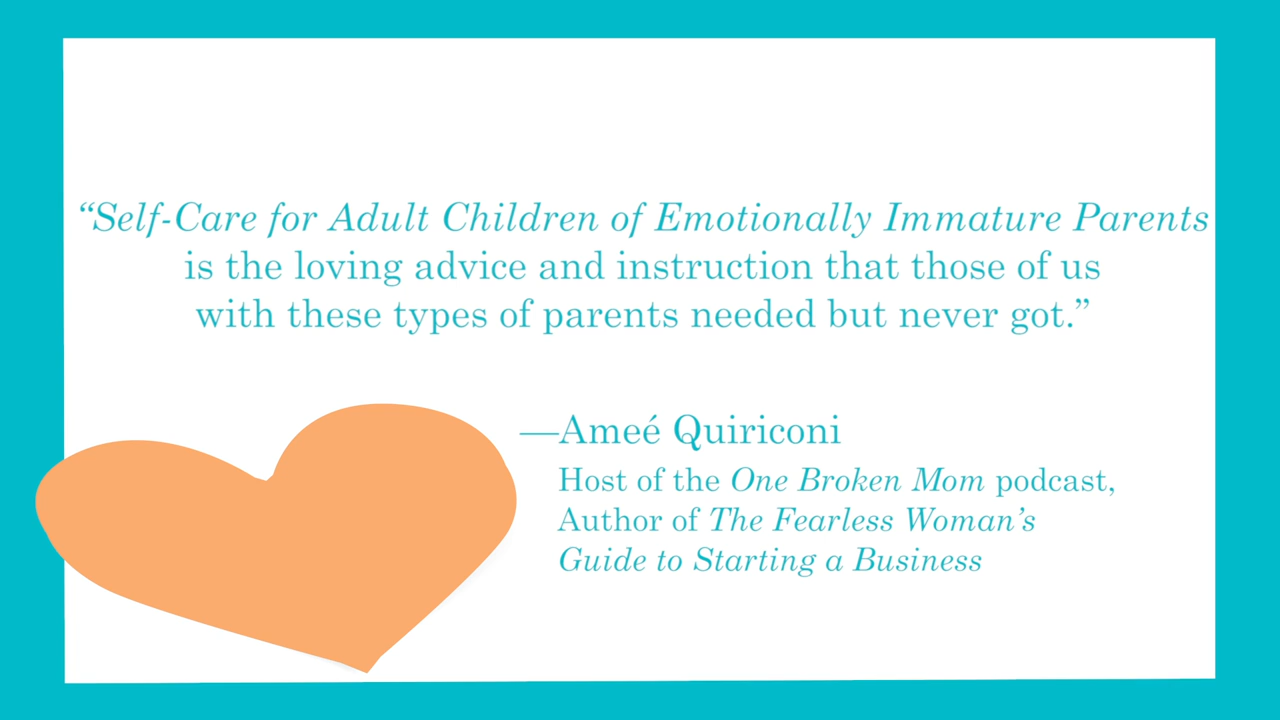 “Self-Care for Adult Children of Emotionally Immature Parents
is the loving advice and instruction that those of us
with these types of parents needed but never got.”
—Ameé Quiriconi
Host of the One Broken Mom podcast,
Author of The Fearless Woman’s
Guide to Starting a Business